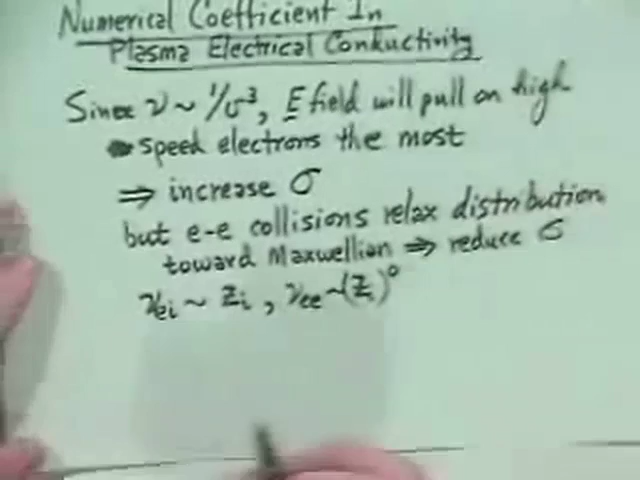 Numerical Coefficient In
Plasma Electrical Conductivity
Since ν ~ 1/v³, E field will pull on high
speed electrons the most
⇒ increase σ
but e-e collisions relax distribution
toward Maxwellian ⇒ reduce σ
νei ~ Zi, νee ~ (Zi)⁰